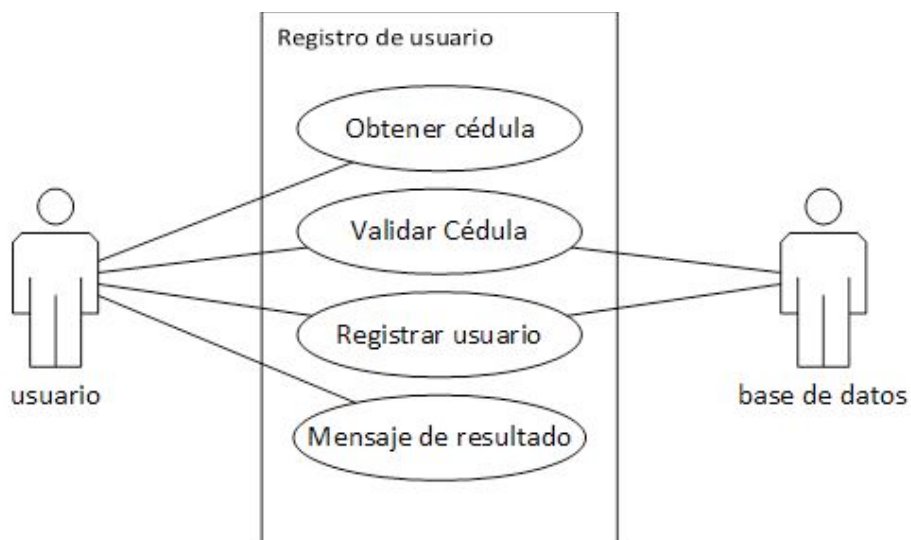 Registro de usuario
Obtener cédula
Validar Cédula
Registrar usuario
Mensaje de resultado
usuario
base de datos